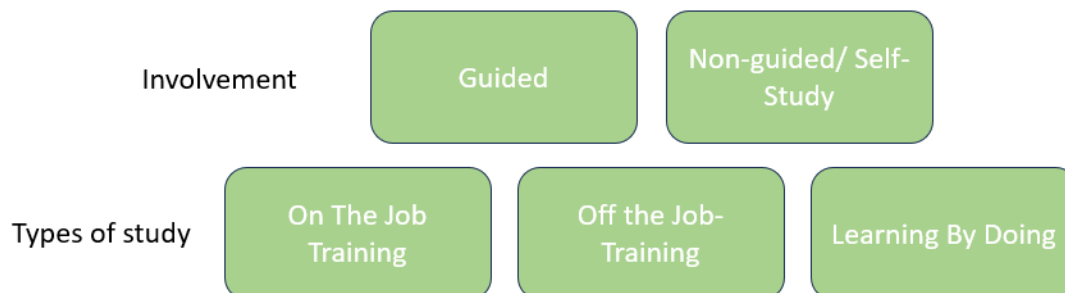 Involvement
Guided
Non-guided/ Self-
Study
Types of study
On The Job
Training
Off the Job-
Training
Learning By Doing